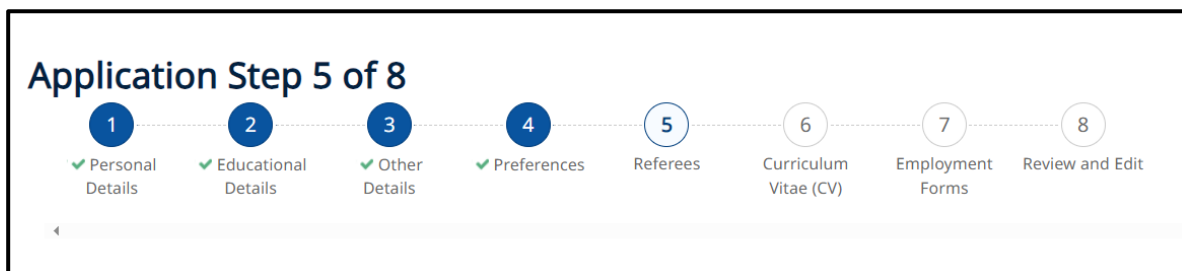 Application Step 5 of 8
1 2 3 4 5 6 7 8
Personal Details
Educational Details
Other Details
Preferences
Referees
Curriculum Vitae (CV)
Employment Forms
Review and Edit